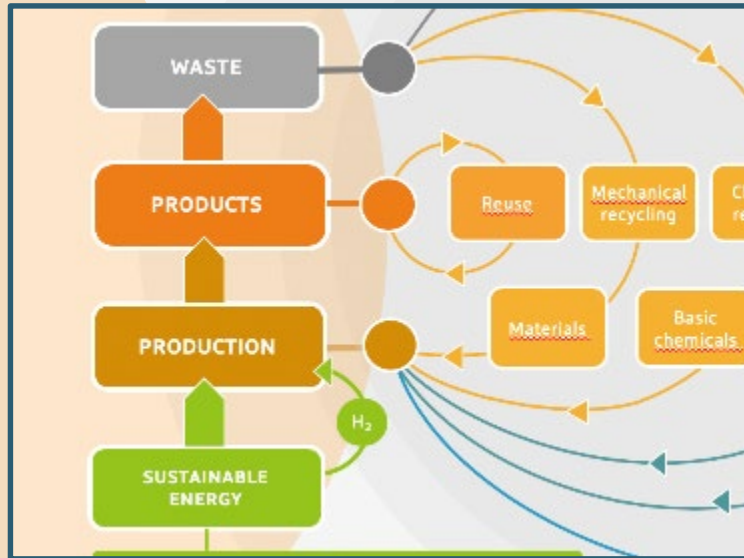 WASTE
PRODUCTS
Reuse
Mechanical
recycling
Materials
Basic
chemicals
PRODUCTION
H₂
SUSTAINABLE
ENERGY